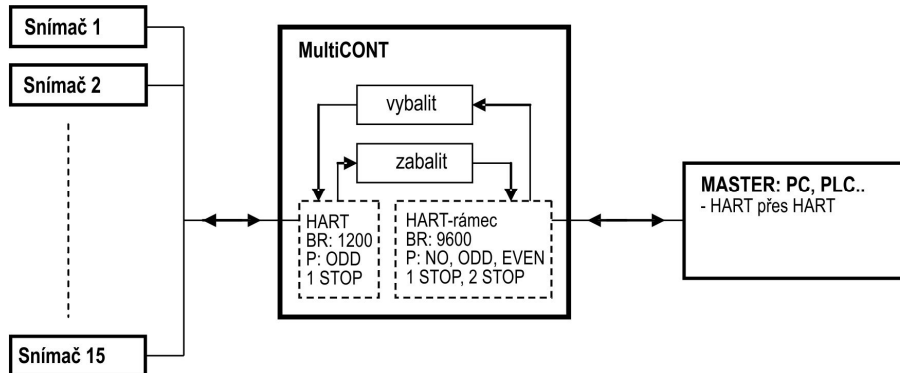 Snímač 1
Snímač 2
Snímač 15
MultiCONT
vybalit
zabalit
HART
BR: 1200
P: ODD
1 STOP
HART-rámec
BR: 9600
P: NO, ODD, EVEN
1 STOP, 2 STOP
MASTER: PC, PLC..
- HART přes HART